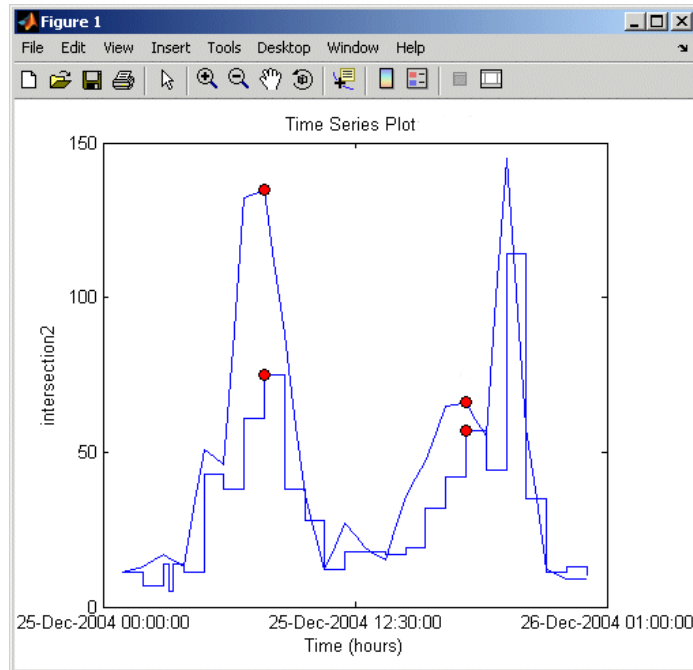 Figure 1
File Edit View Insert Tools Desktop Window Help
Time Series Plot
150
100
50
0
intersection2
25-Dec-2004 00:00:00 25-Dec-2004 12:30:00 26-Dec-2004 01:00:00
Time (hours)